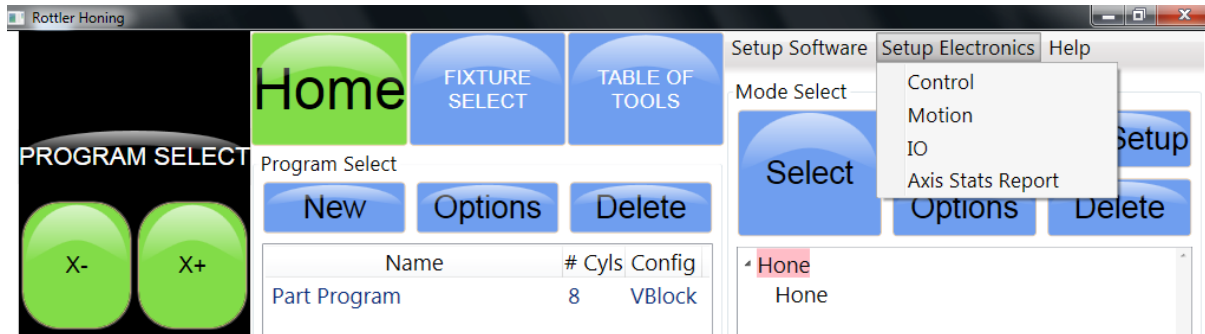 Rottler Honing
PROGRAM SELECT
X-
X+
Home
FIXTURE
SELECT
TABLE OF
TOOLS
Program Select
New
Options
Delete
Name # Cyls Config
Part Program 8 VBlock
Setup Software Setup Electronics Help
Control
Motion
IO
Axis Stats Report
Mode Select
Select
Setup
Options
Delete
Hone
Hone